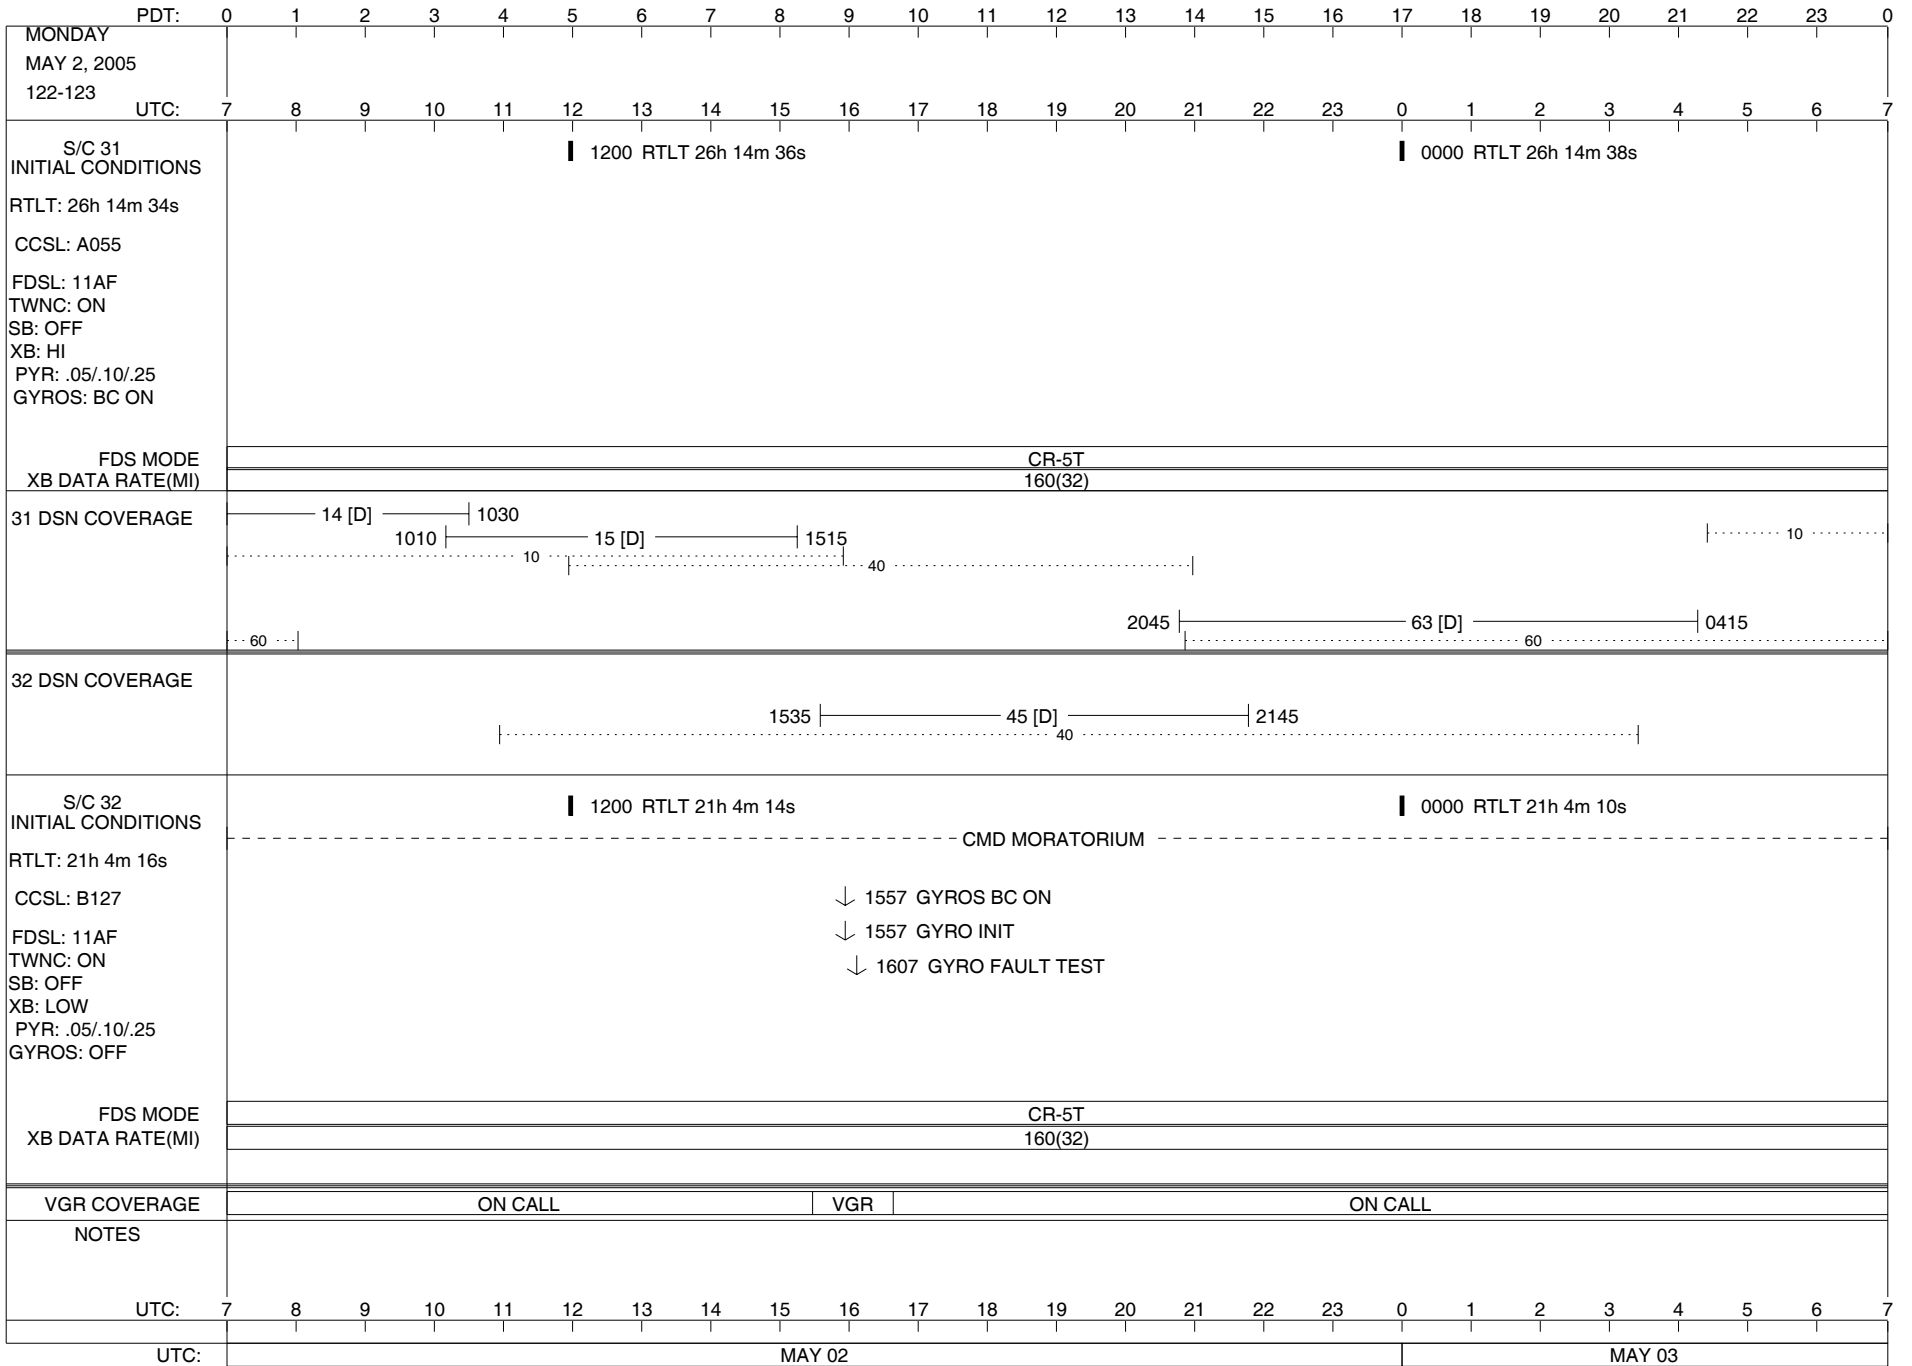 PDT: 0 1 2 3 4 5 6 7 8 9 10 11 12 13 14 15 16 17 18 19 20 21 22 23 0
MONDAY
MAY 2, 2005
122-123
UTC: 7 8 9 10 11 12 13 14 15 16 17 18 19 20 21 22 23 0 1 2 3 4 5 6 7
S/C 31
INITIAL CONDITIONS
1200 RTLT 26h 14m 36s
0000 RTLT 26h 14m 38s
RTLT: 26h 14m 34s
CCSL: A055
FDSL: 11AF
TWNC: ON
SB: OFF
XB: HI
PYR: .05/.10/.25
GYROS: BC ON
FDS MODE CR-5T
XB DATA RATE(MI) 160(32)
31 DSN COVERAGE
14 [D] 1030
1010 15 [D] 1515
10
10
40
2045 63 [D] 0415
60
60
32 DSN COVERAGE
1535 45 [D] 2145
40
S/C 32
INITIAL CONDITIONS
1200 RTLT 21h 4m 14s
0000 RTLT 21h 4m 10s
CMD MORATORIUM
RTLT: 21h 4m 16s
CCSL: B127
1557 GYROS BC ON
1557 GYRO INIT
1607 GYRO FAULT TEST
FDSL: 11AF
TWNC: ON
SB: OFF
XB: LOW
PYR: .05/.10/.25
GYROS: OFF
FDS MODE CR-5T
XB DATA RATE(MI) 160(32)
VGR COVERAGE ON CALL VGR ON CALL
NOTES
UTC: 7 8 9 10 11 12 13 14 15 16 17 18 19 20 21 22 23 0 1 2 3 4 5 6 7
UTC: MAY 02 MAY 03